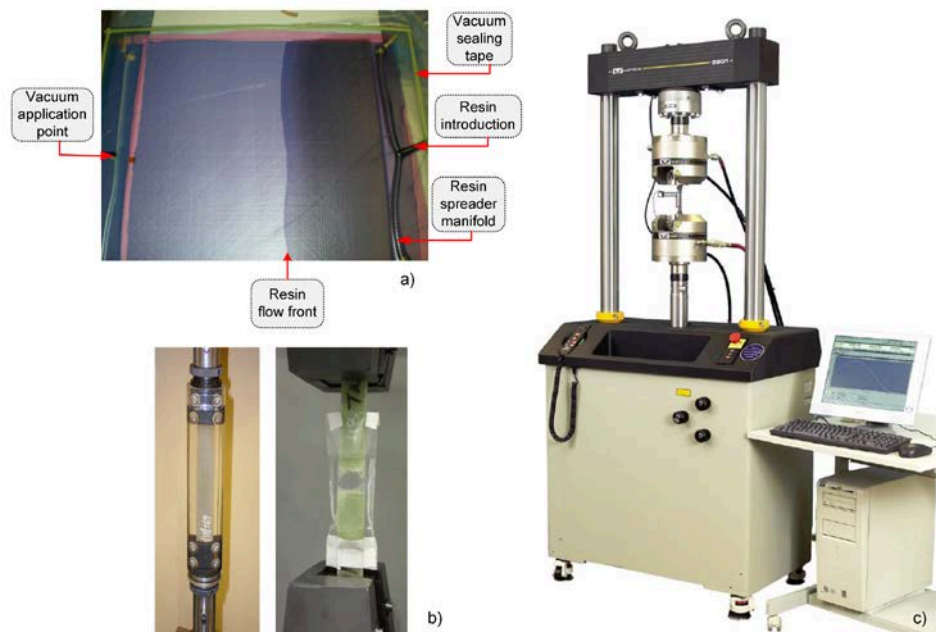 Vacuum
sealing
tape
Vacuum
application
point
Resin
introduction
Resin
spreader
manifold
a)
Resin
flow front
b)
c)